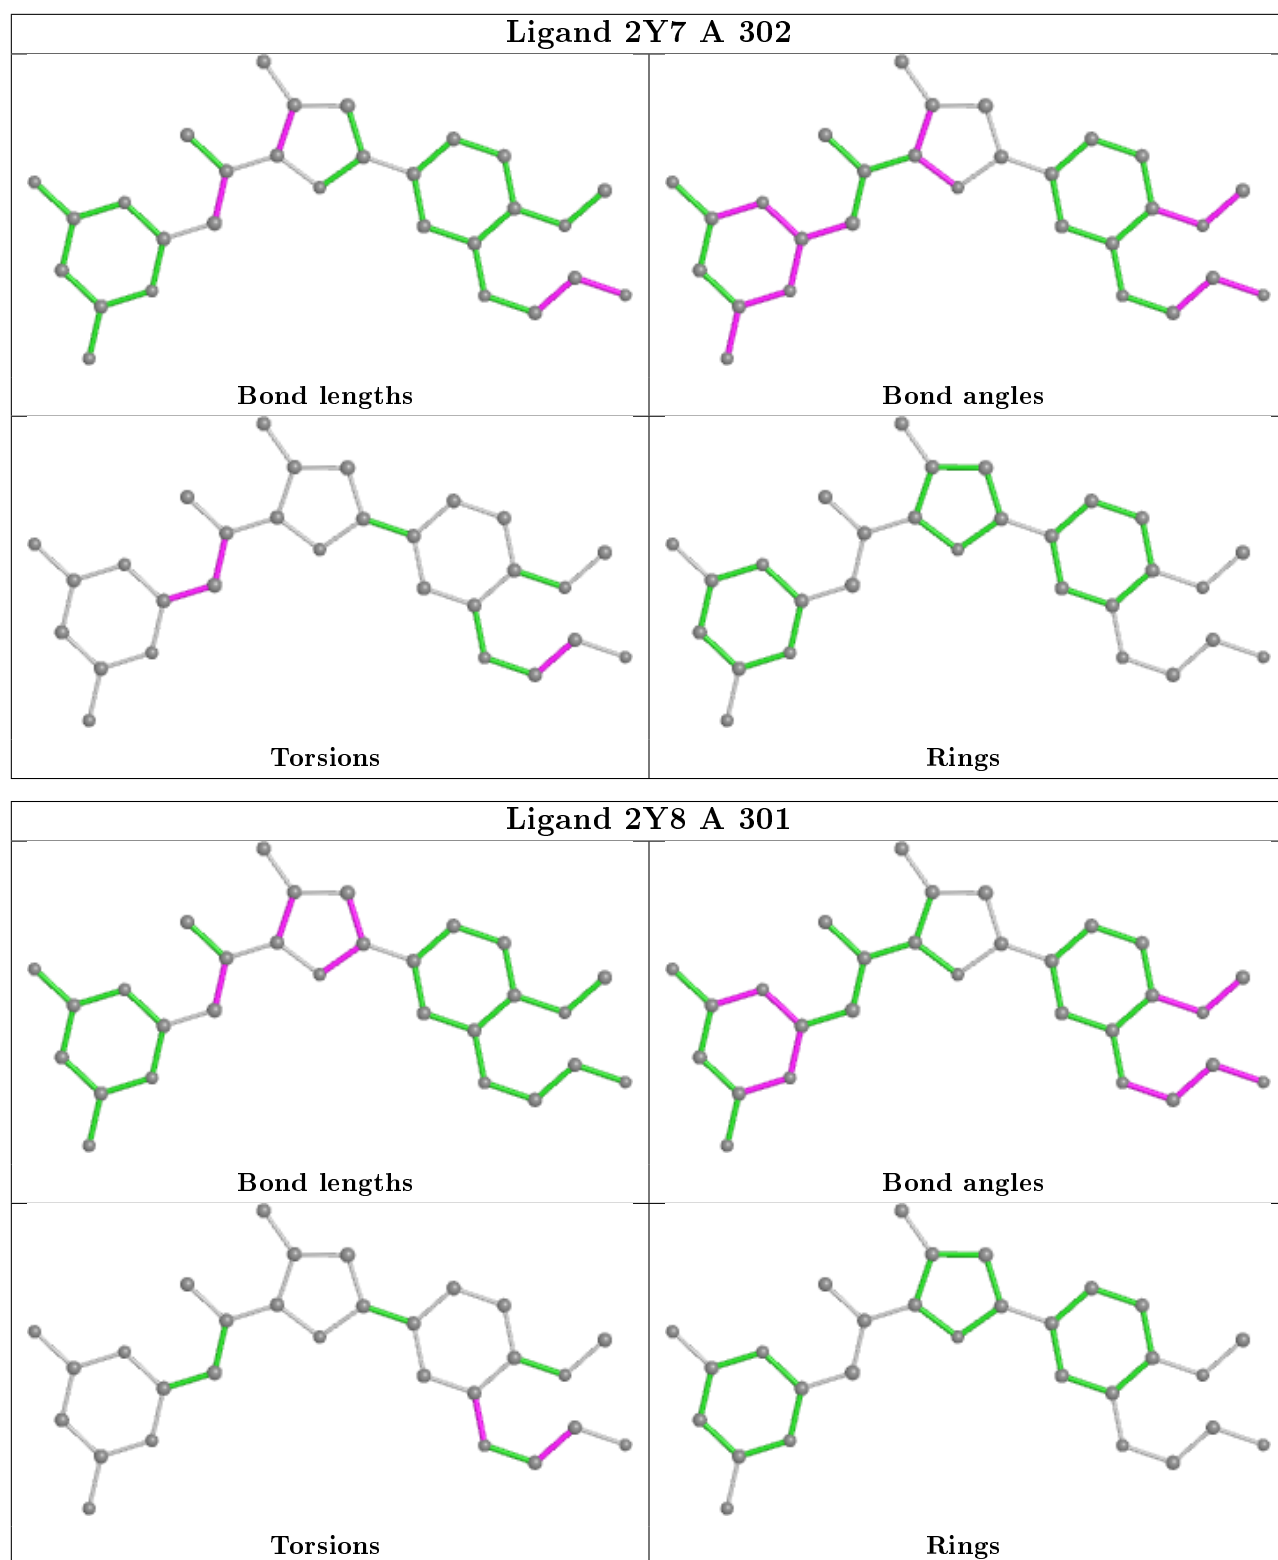 Ligand 2Y7 A 302
Bond lengths
Bond angles
Torsions
Rings
Ligand 2Y8 A 301
Bond lengths
Bond angles
Torsions
Rings